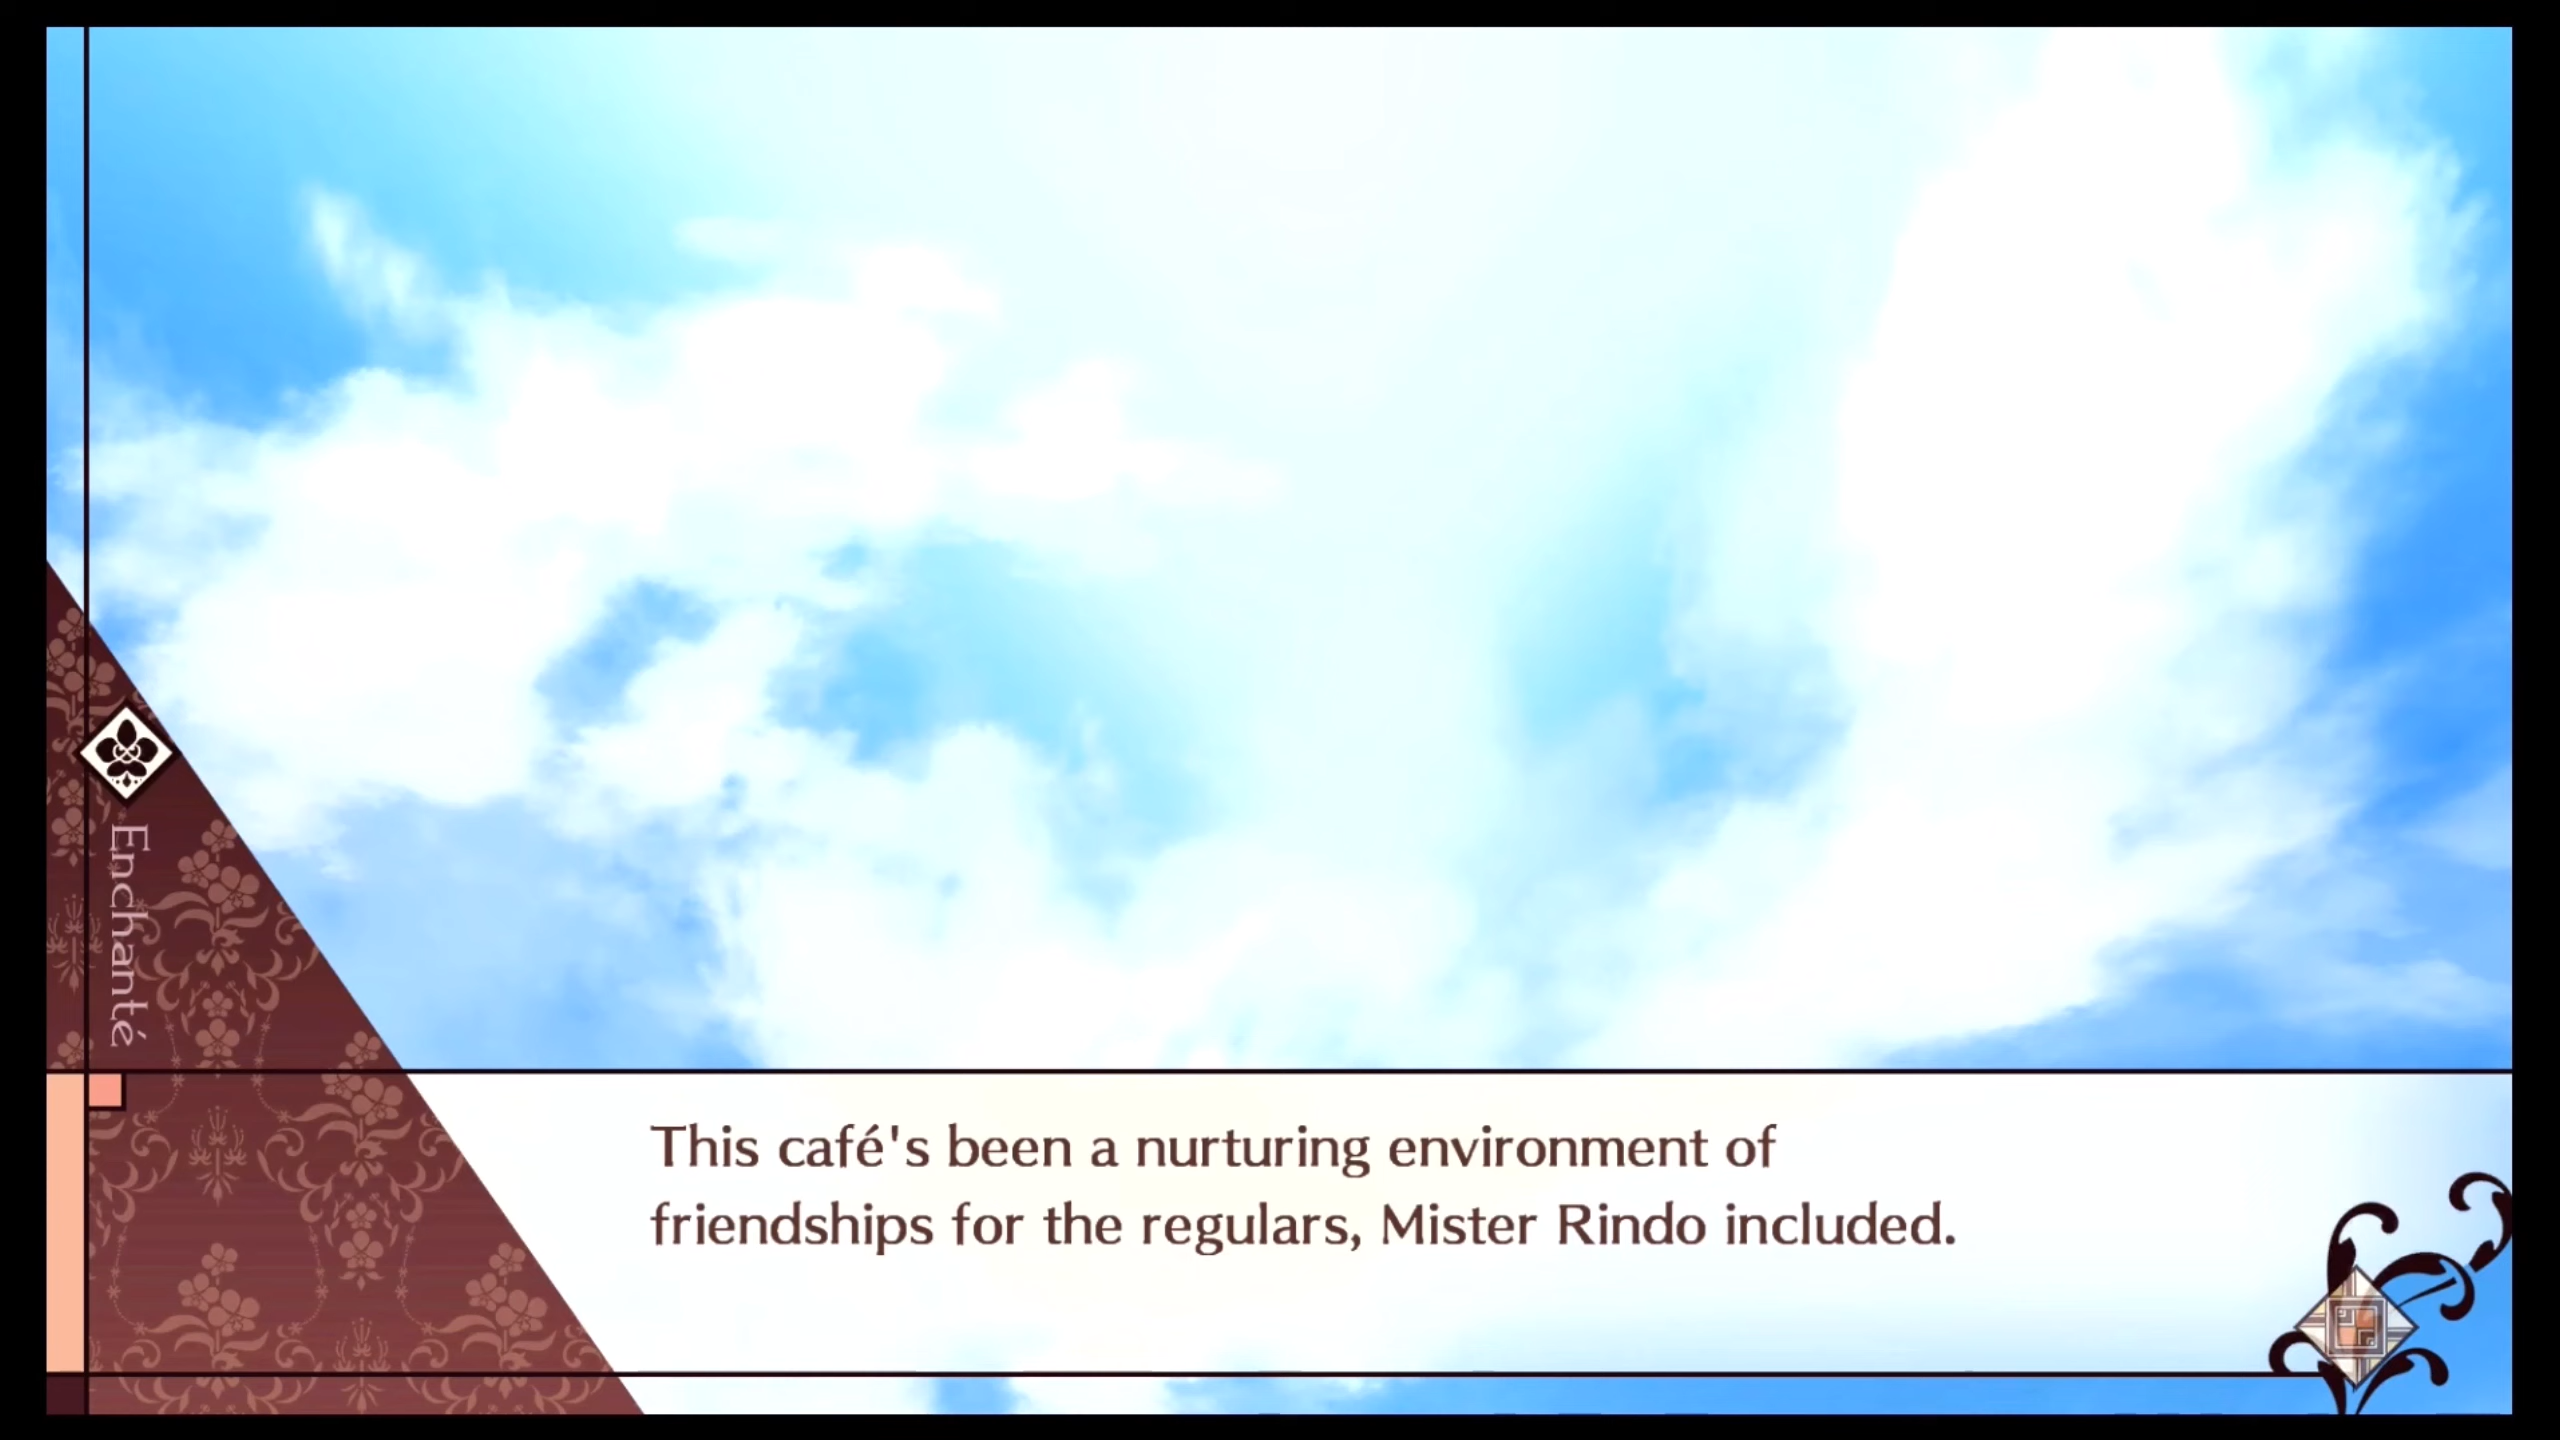 Enchanté
This café's been a nurturing environment of
friendships for the regulars, Mister Rindo included.